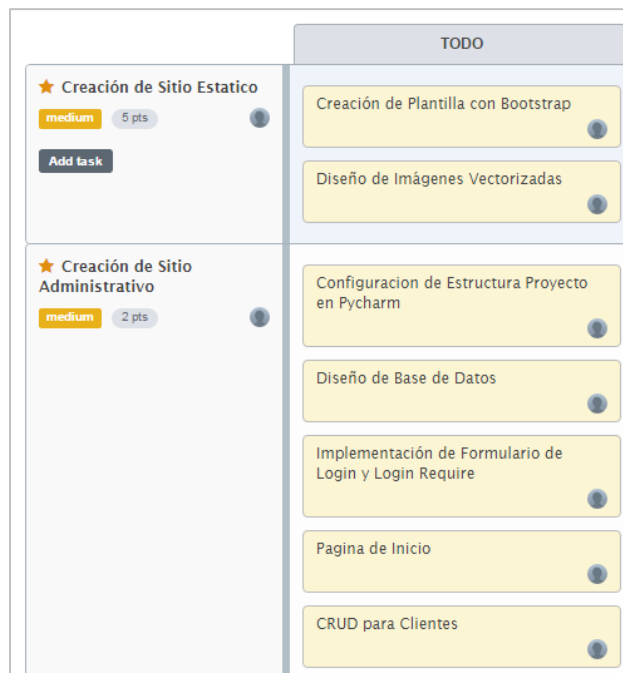 TODO
Creación de Sitio Estatico
medium 5 pts
Add task
Creación de Plantilla con Bootstrap
Diseño de Imágenes Vectorizadas
Creación de Sitio
Administrativo
medium 2 pts
Configuracion de Estructura Proyecto
en Pycharm
Diseño de Base de Datos
Implementación de Formulario de
Login y Login Require
Pagina de Inicio
CRUD para Clientes